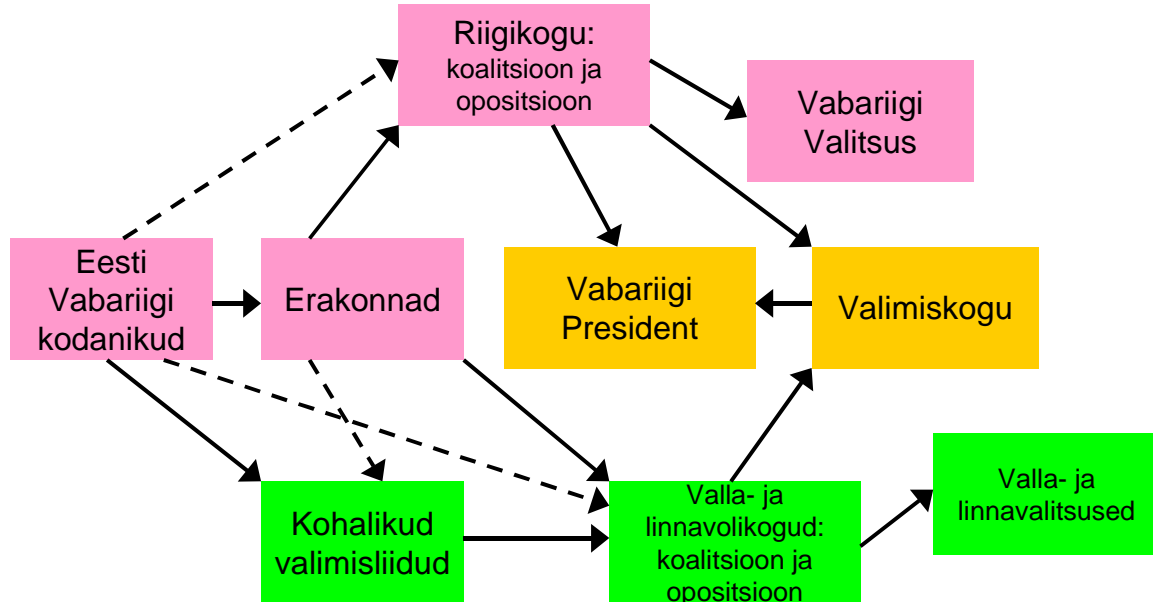 Riigikogu:
koalitsioon ja
opositsioon
Vabariigi
Valitsus
Eesti
Vabariigi
kodanikud
Erakonnad
Vabariigi
President
Valimiskogu
Kohalikud
valimisliidud
Valla- ja
linnavolikogud:
koalitsioon ja
opositsioon
Valla- ja
linnavalitsused